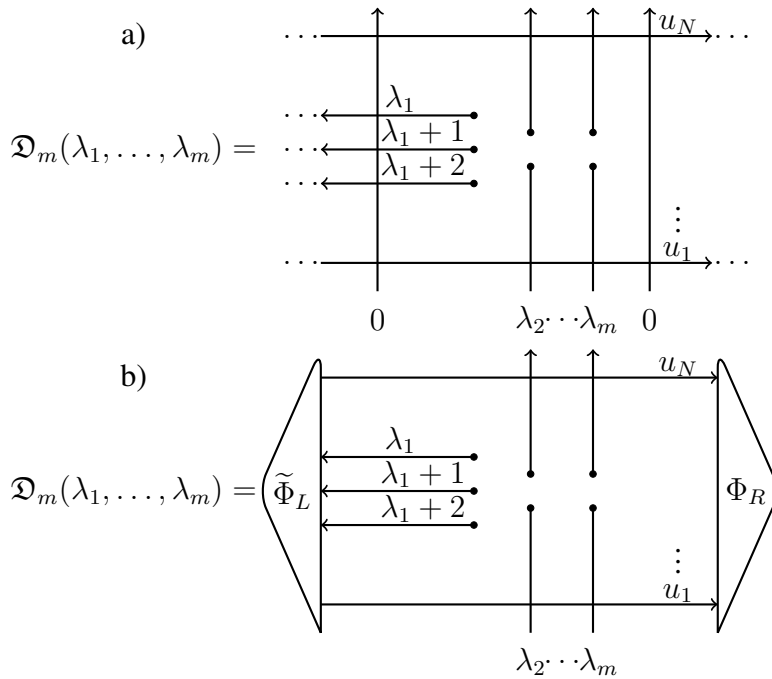 a)
⋯ u_N ⋯
⋯ λ_1
𝔇_m(λ_1, …, λ_m) = ⋯ λ_1 + 1
⋯ λ_1 + 2
⋮
⋯ u_1 ⋯
0 λ_2 ⋯ λ_m 0
b)
u_N
λ_1
𝔇_m(λ_1, …, λ_m) = \widetilde{Φ}_L λ_1 + 1 Φ_R
λ_1 + 2
⋮
u_1
λ_2 ⋯ λ_m